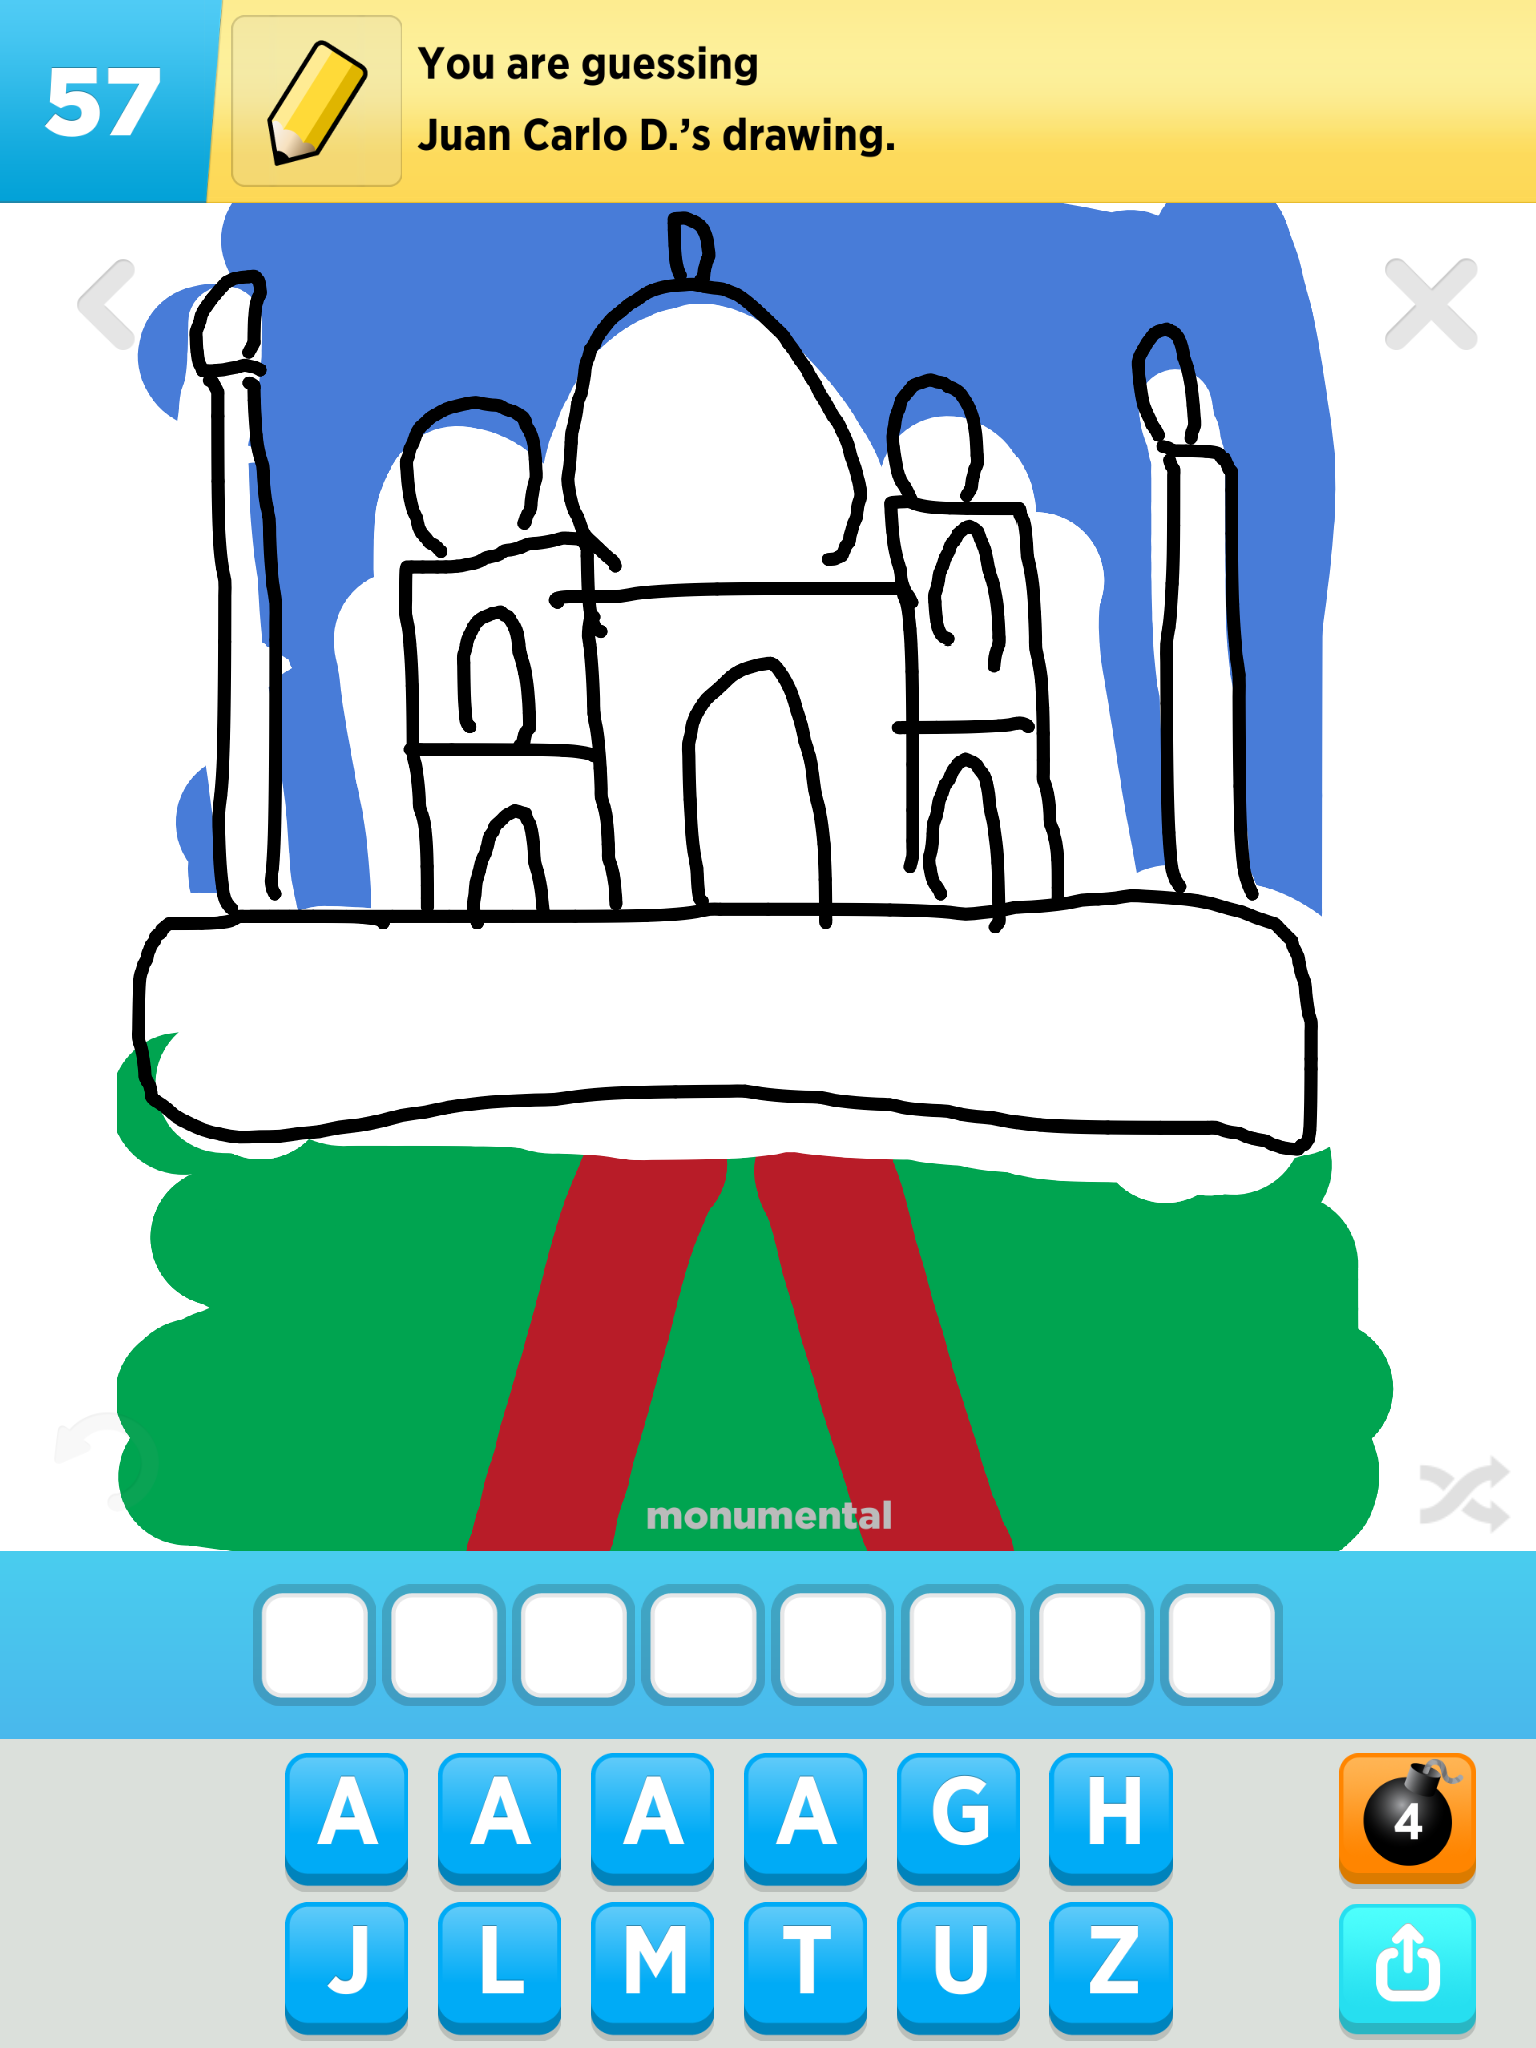 57
You are guessing
Juan Carlo D.’s drawing.
monumental
A A A A G H
4
J L M T U Z